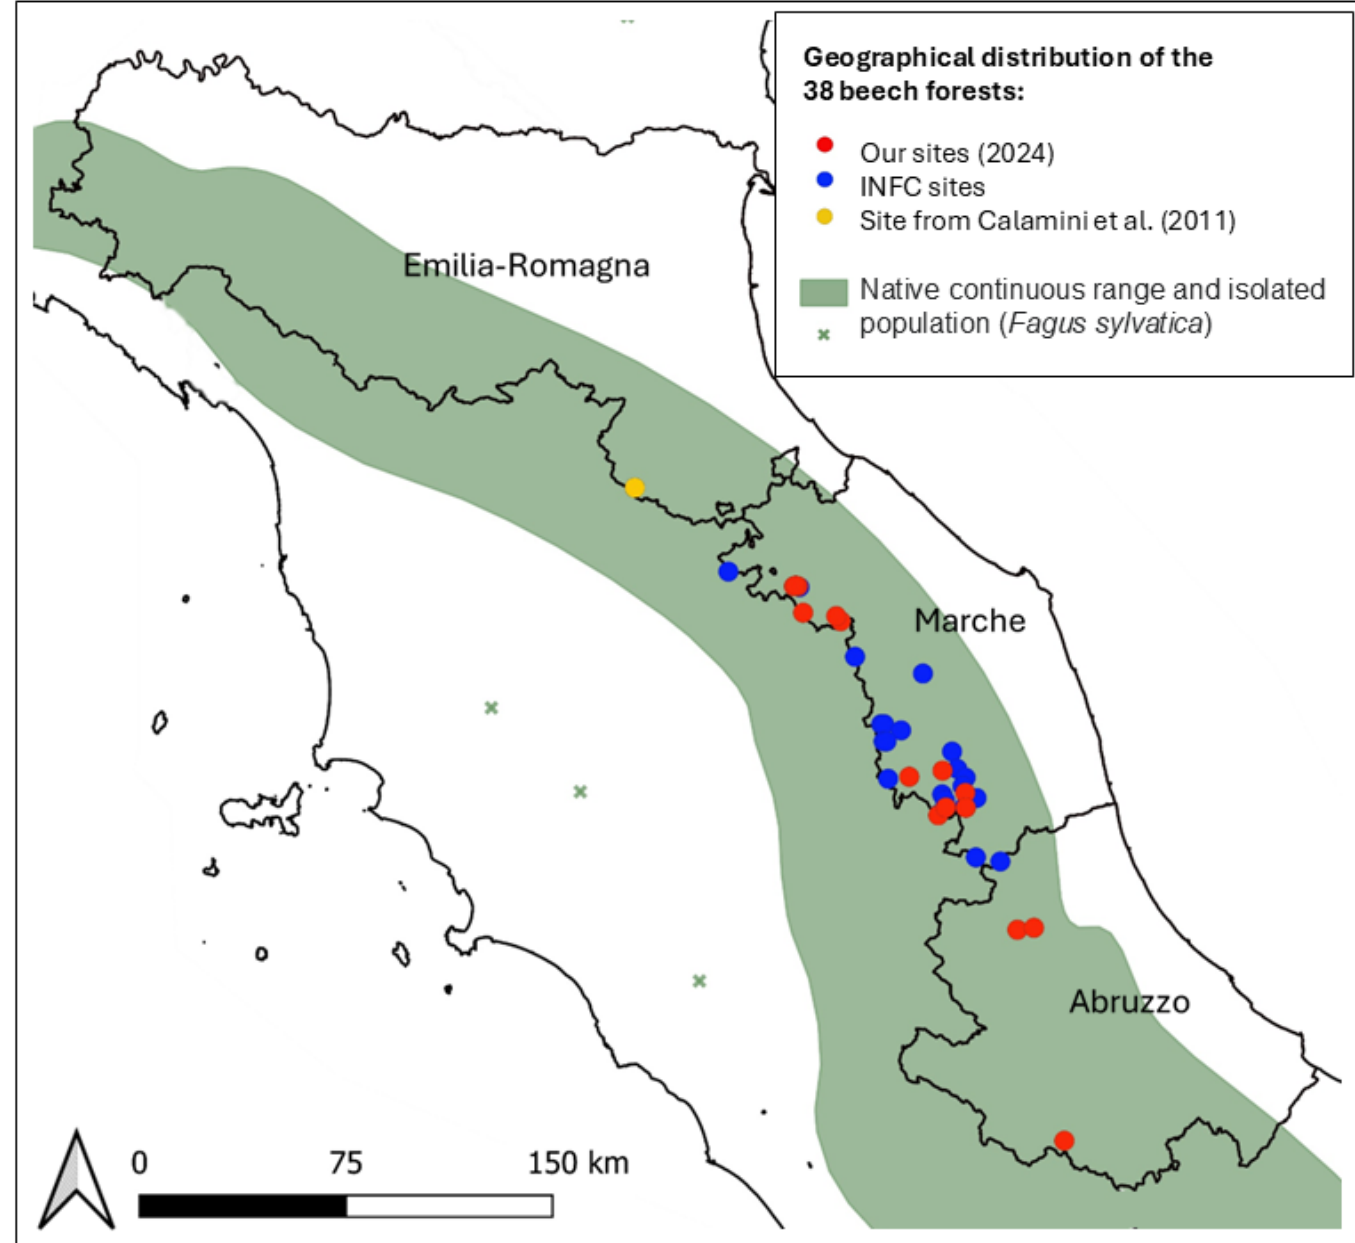 Geographical distribution of the
38 beech forests:
Our sites (2024)
INFC sites
Site from Calamini et al. (2011)
Native continuous range and isolated
population (Fagus sylvatica)
Emilia-Romagna
Marche
Abruzzo
0 75 150 km